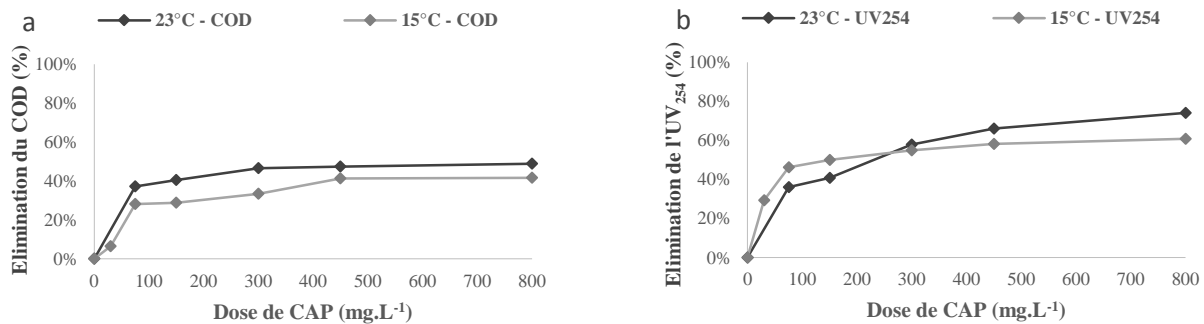 a
23°C - COD 15°C - COD
Elimination du COD (%)
100%
80%
60%
40%
20%
0%
0 100 200 300 400 500 600 700 800
Dose de CAP (mg.L-1)
b
23°C - UV254 15°C - UV254
Elimination de l'UV254 (%)
100%
80%
60%
40%
20%
0%
0 100 200 300 400 500 600 700 800
Dose de CAP (mg.L-1)